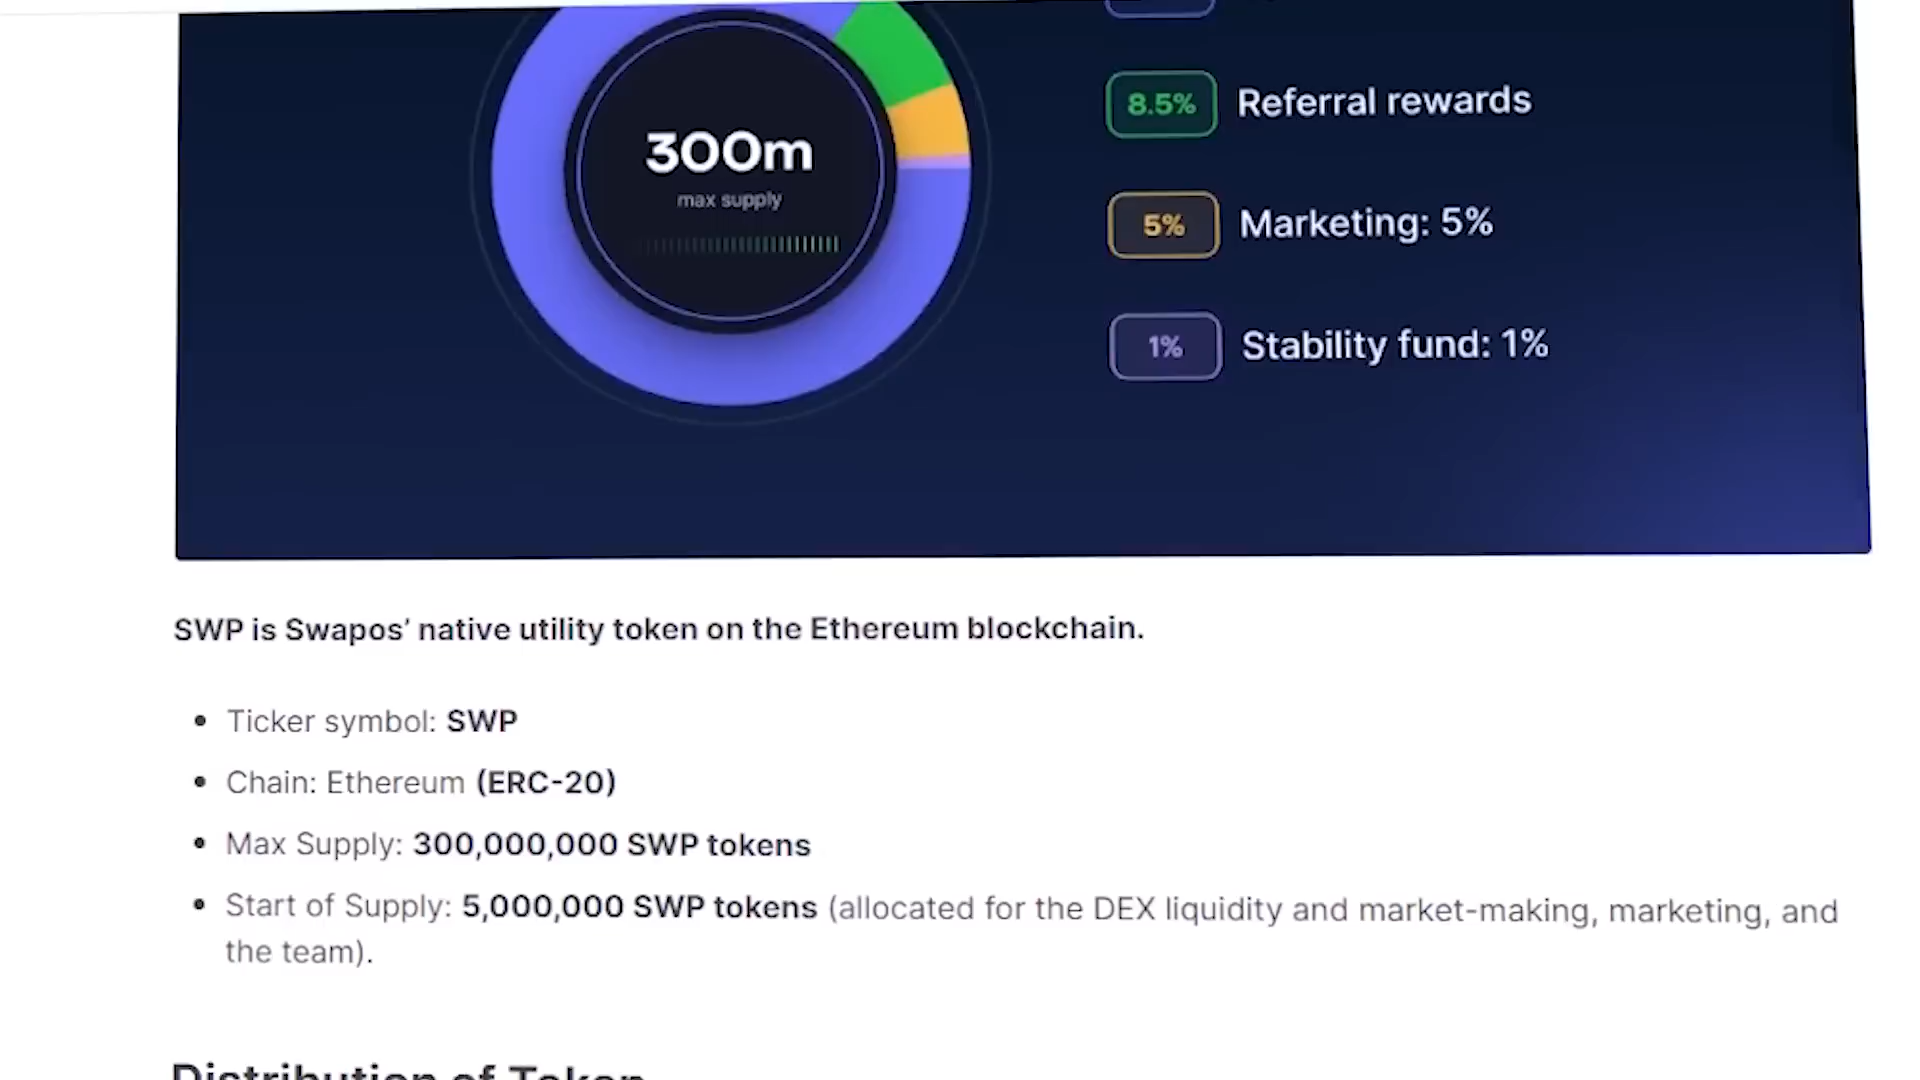 8.5% Referral rewards
300m
max supply
5% Marketing: 5%
1% Stability fund: 1%
SWP is Swapos’ native utility token on the Ethereum blockchain.
• Ticker symbol: SWP
• Chain: Ethereum (ERC-20)
• Max Supply: 300,000,000 SWP tokens
• Start of Supply: 5,000,000 SWP tokens (allocated for the DEX liquidity and market-making, marketing, and
the team).
Distribution of Token